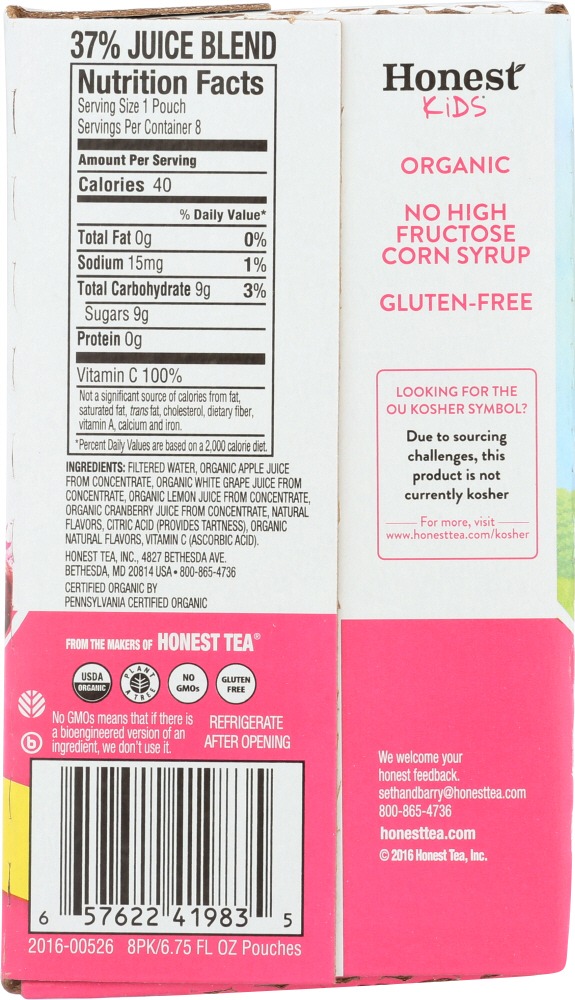 37% JUICE BLEND
Nutrition Facts
Serving Size 1 Pouch
Servings Per Container 8
Amount Per Serving
Calories 40
% Daily Value*
Total Fat 0g 0%
Sodium 15mg 1%
Total Carbohydrate 9g 3%
Sugars 9g
Protein 0g
Vitamin C 100%
Not a significant source of calories from fat,
saturated fat, trans fat, cholesterol, dietary fiber,
vitamin A, calcium and iron.
*Percent Daily Values are based on a 2,000 calorie diet.
INGREDIENTS: FILTERED WATER, ORGANIC APPLE JUICE
FROM CONCENTRATE, ORGANIC WHITE GRAPE JUICE FROM
CONCENTRATE, ORGANIC LEMON JUICE FROM CONCENTRATE,
ORGANIC CRANBERRY JUICE FROM CONCENTRATE, NATURAL
FLAVORS, CITRIC ACID (PROVIDES TARTNESS), ORGANIC
NATURAL FLAVORS, VITAMIN C (ASCORBIC ACID).
HONEST TEA, INC., 4827 BETHESDA AVE.
BETHESDA, MD 20814 USA • 800-865-4736
CERTIFIED ORGANIC BY
PENNSYLVANIA CERTIFIED ORGANIC
FROM THE MAKERS OF HONEST TEA®
USDA
ORGANIC
PLANT
A TREE
NO
GMOs
GLUTEN
FREE
No GMOs means that if there is
a bioengineered version of an
ingredient, we don't use it.
b
REFRIGERATE
AFTER OPENING
6 57622 41983 5
2016-00526 8PK/6.75 FL OZ Pouches
Honest
KiDS
ORGANIC
NO HIGH
FRUCTOSE
CORN SYRUP
GLUTEN-FREE
LOOKING FOR THE
OU KOSHER SYMBOL?
Due to sourcing
challenges, this
product is not
currently kosher
For more, visit
www.honesttea.com/kosher
We welcome your
honest feedback.
sethandbarry@honesttea.com
800-865-4736
honesttea.com
© 2016 Honest Tea, Inc.